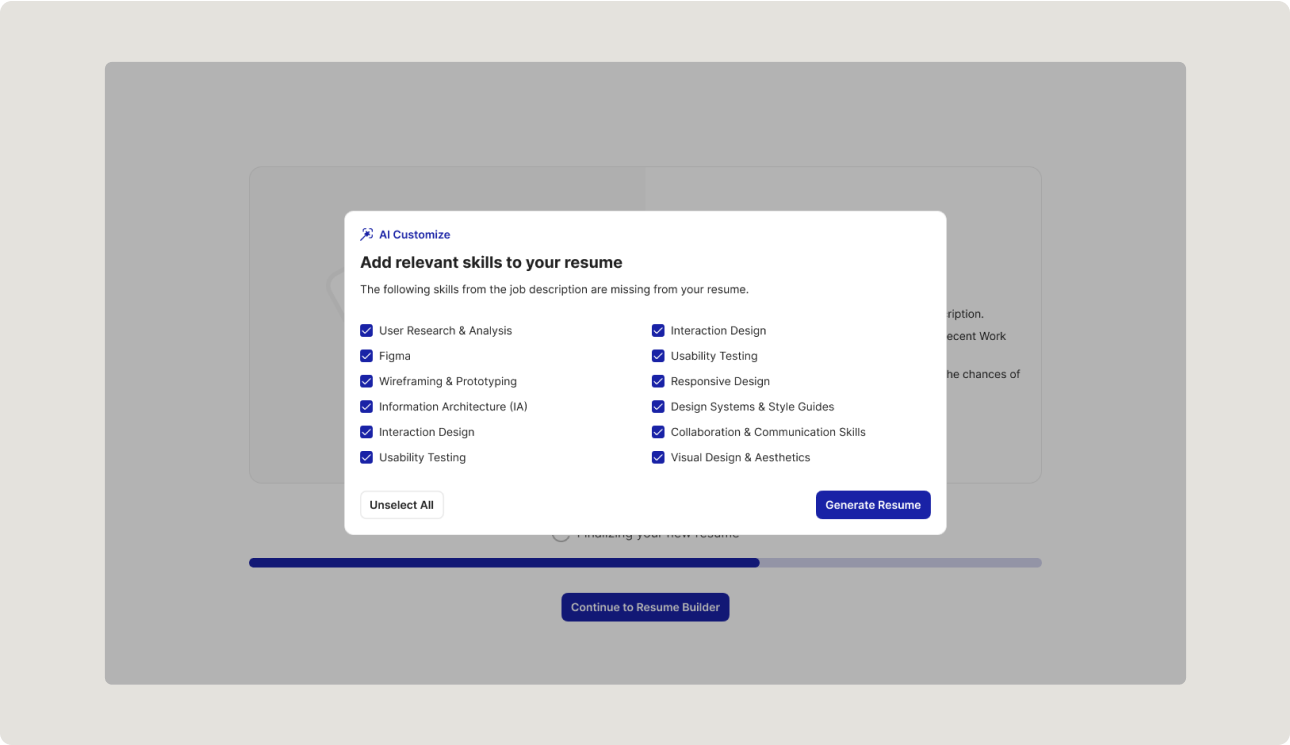 AI Customize
Add relevant skills to your resume
The following skills from the job description are missing from your resume.
User Research & Analysis
Figma
Wireframing & Prototyping
Information Architecture (IA)
Interaction Design
Usability Testing
Interaction Design
Usability Testing
Responsive Design
Design Systems & Style Guides
Collaboration & Communication Skills
Visual Design & Aesthetics
Unselect All
Generate Resume
ription.
ecent Work
he chances of
Finalizing your new resume
Continue to Resume Builder